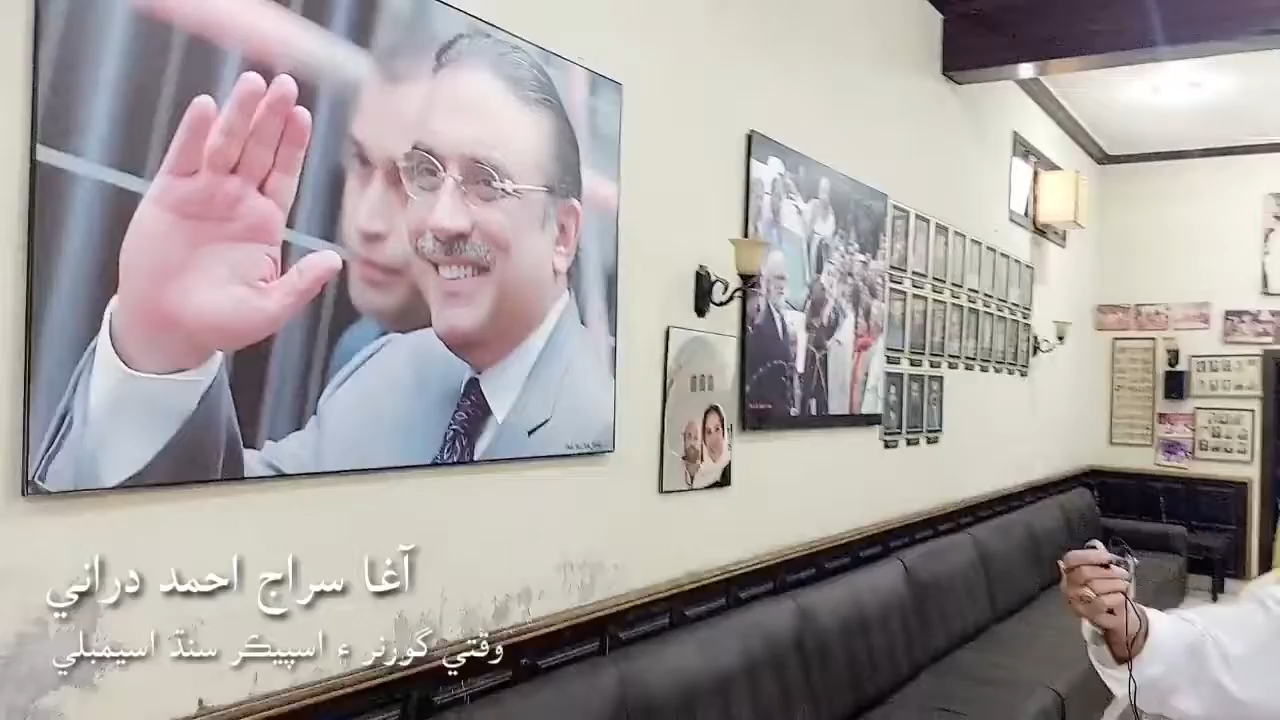 آغا سراج احمد دراني
وقتي گورنر ۽ اسپيڪر سنڌ اسيمبلي